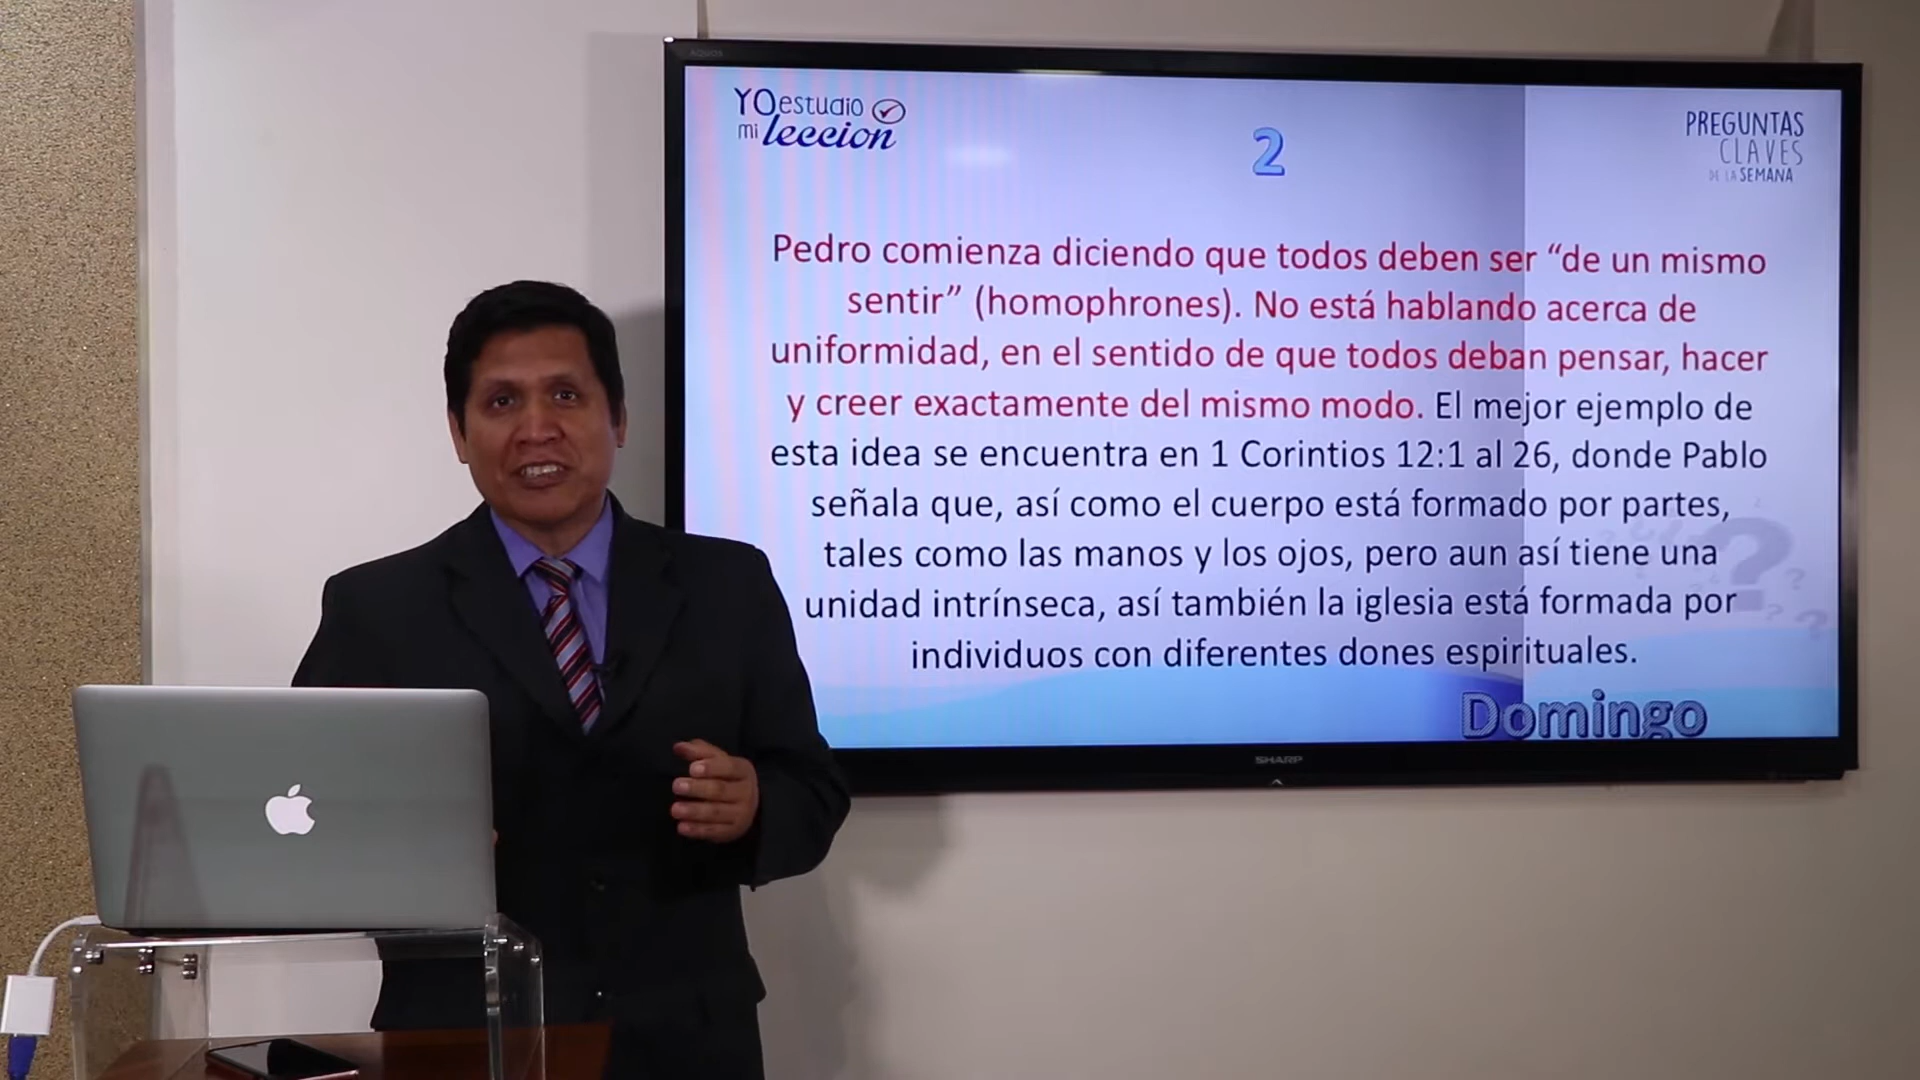 AQUOS
YOestudio
mi leccion
2
PREGUNTAS
CLAVES
DE LA SEMANA
Pedro comienza diciendo que todos deben ser “de un mismo
sentir” (homophrones). No está hablando acerca de
uniformidad, en el sentido de que todos deban pensar, hacer
y creer exactamente del mismo modo. El mejor ejemplo de
esta idea se encuentra en 1 Corintios 12:1 al 26, donde Pablo
señala que, así como el cuerpo está formado por partes,
tales como las manos y los ojos, pero aun así tiene una
unidad intrínseca, así también la iglesia está formada por
individuos con diferentes dones espirituales.
Domingo
SHARP